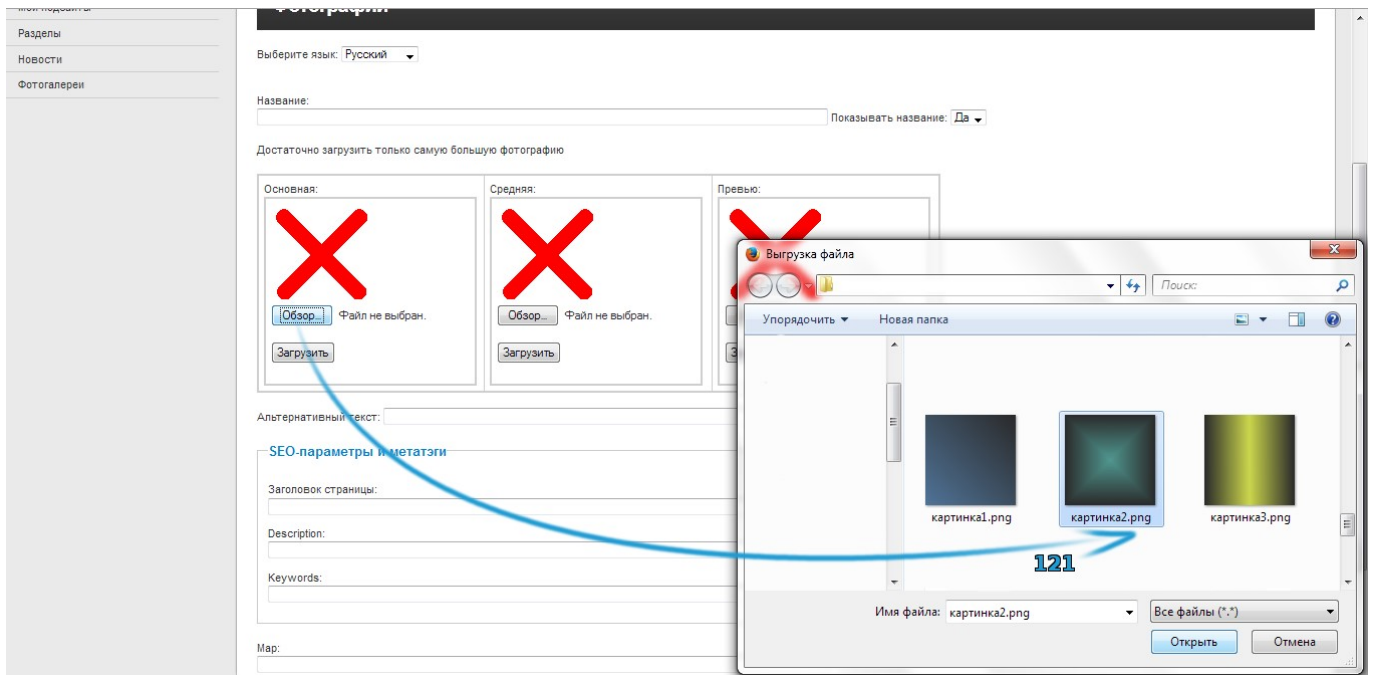 Мои подсайты
Фотография
Разделы
Новости
Фотогалереи
Выберите язык: Русский
Название:
Показывать название: Да
Достаточно загрузить только самую большую фотографию
Основная:
Средняя:
Превью:
Обзор... Файл не выбран.
Обзор... Файл не выбран.
Загрузить
Загрузить
З
Альтернативный текст:
SEO-параметры и метатэги
Заголовок страницы:
Description:
Keywords:
Map:
Выгрузка файла
Поиск:
Упорядочить
Новая папка
картинка1.png
картинка2.png
картинка3.png
121
Имя файла: картинка2.png
Все файлы (*.*)
Открыть
Отмена